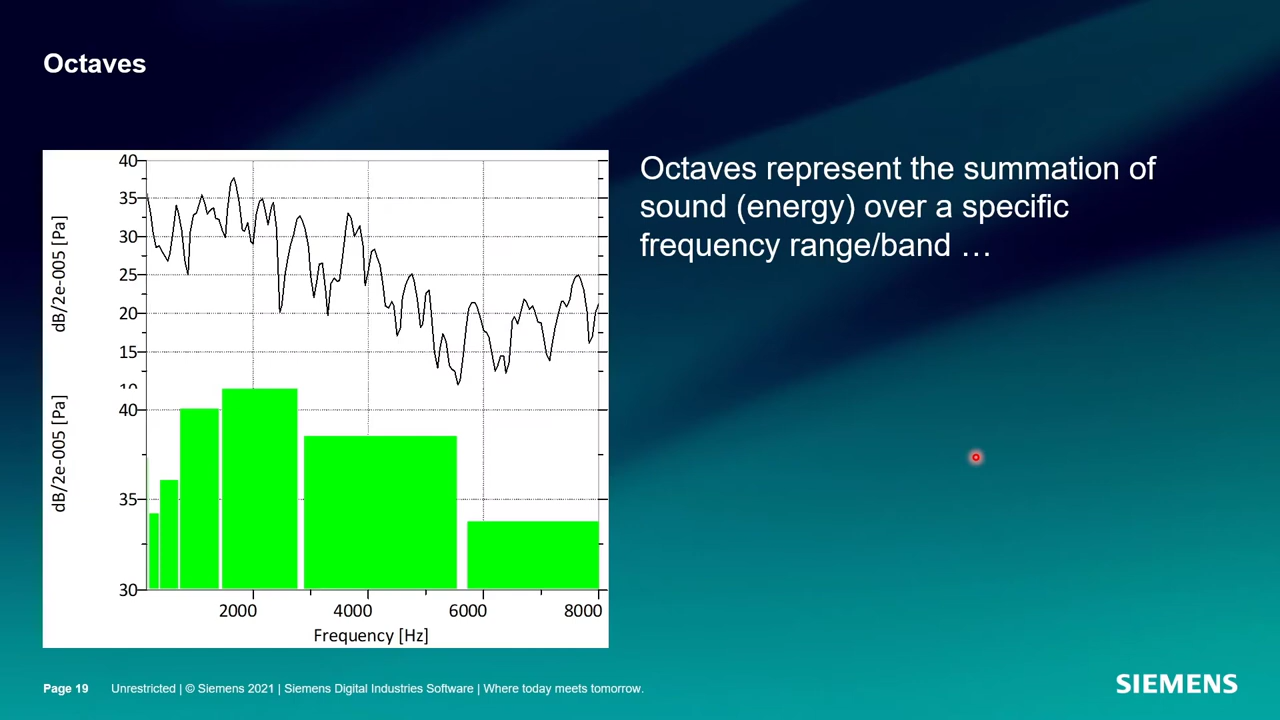 Octaves
40
35
30
25
20
15
10
dB/2e-005 [Pa]
40
35
30
dB/2e-005 [Pa]
2000 4000 6000 8000
Frequency [Hz]
Octaves represent the summation of
sound (energy) over a specific
frequency range/band …
Page 19 Unrestricted | © Siemens 2021 | Siemens Digital Industries Software | Where today meets tomorrow.
SIEMENS